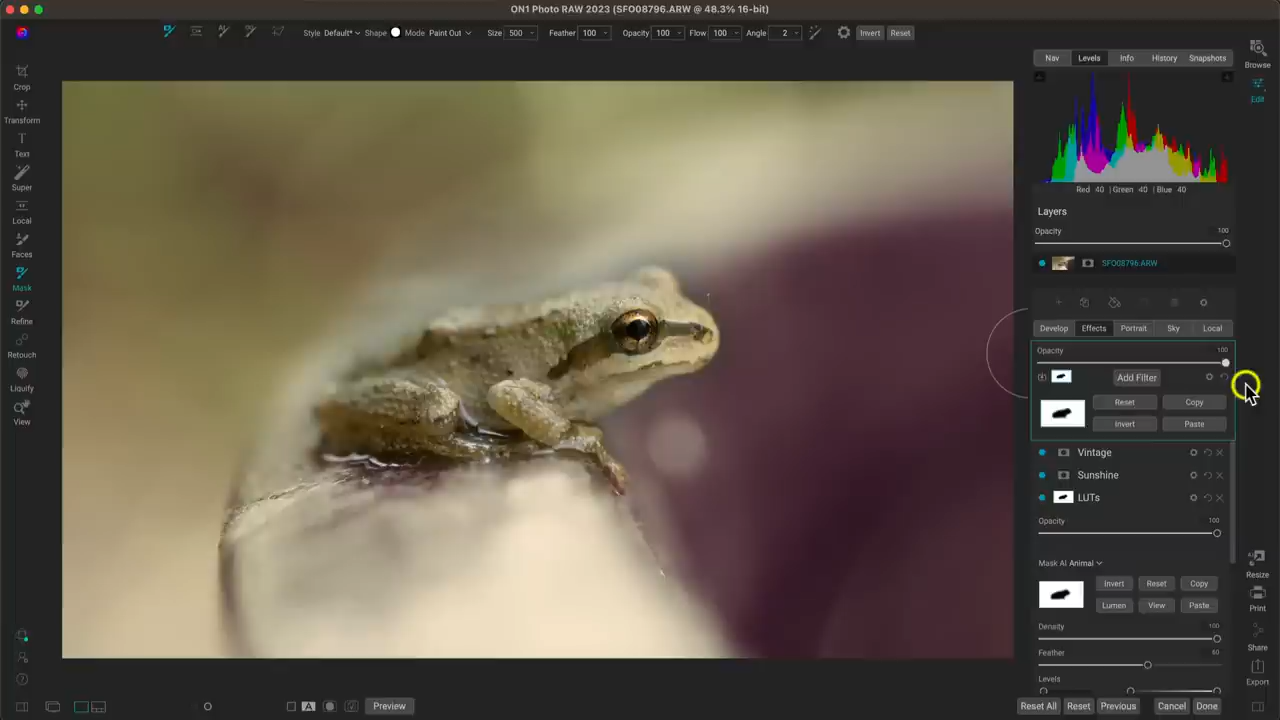 ON1 Photo RAW 2023 (SFO08796.ARW @ 48.3% 16-bit)
Style Default* Shape Mode Paint Out Size 500 Feather 100 Opacity 100 Flow 100 Angle 2 Invert Reset
Crop
Transform
Text
Super
Local
Faces
Mask
Refine
Retouch
Liquify
View
Nav Levels Info History Snapshots
Red 40 | Green 40 | Blue 40
Layers
Opacity 100
SFO08796.ARW
Develop Effects Portrait Sky Local
Opacity 100
Add Filter
Reset Copy
Invert Paste
Vintage
Sunshine
LUTs
Opacity 100
Mask AI Animal
Invert Reset Copy
Lumen View Paste
Density 100
Feather 60
Levels
Browse
Edit
Resize
Print
Share
Export
A Preview
Reset All Reset Previous Cancel Done